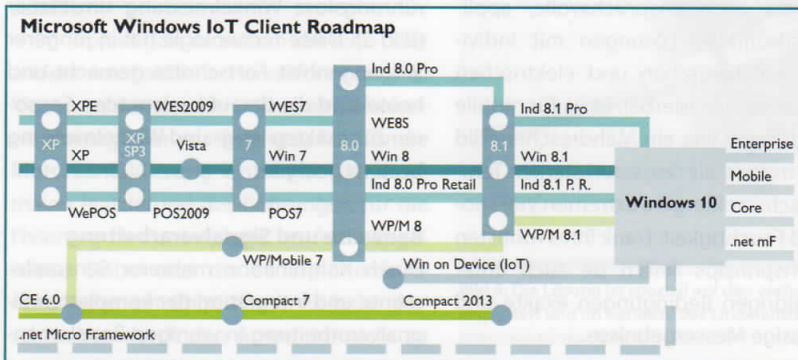 Microsoft Windows IoT Client Roadmap
Ind 8.0 Pro
XPE
WES2009
WES7
WE8S
Ind 8.1 Pro
XP
XP
XP SP3
Vista
7
Win 7
8.0
Win 8
8.1
Win 8.1
Ind 8.0 Pro Retail
Ind 8.1 P. R.
WePOS
POS2009
POS7
WP/M 8
WP/M 8.1
Windows 10
Enterprise
Mobile
Core
.net mF
WP/Mobile 7
Win on Device (IoT)
CE 6.0
Compact 7
Compact 2013
.net Micro Framework